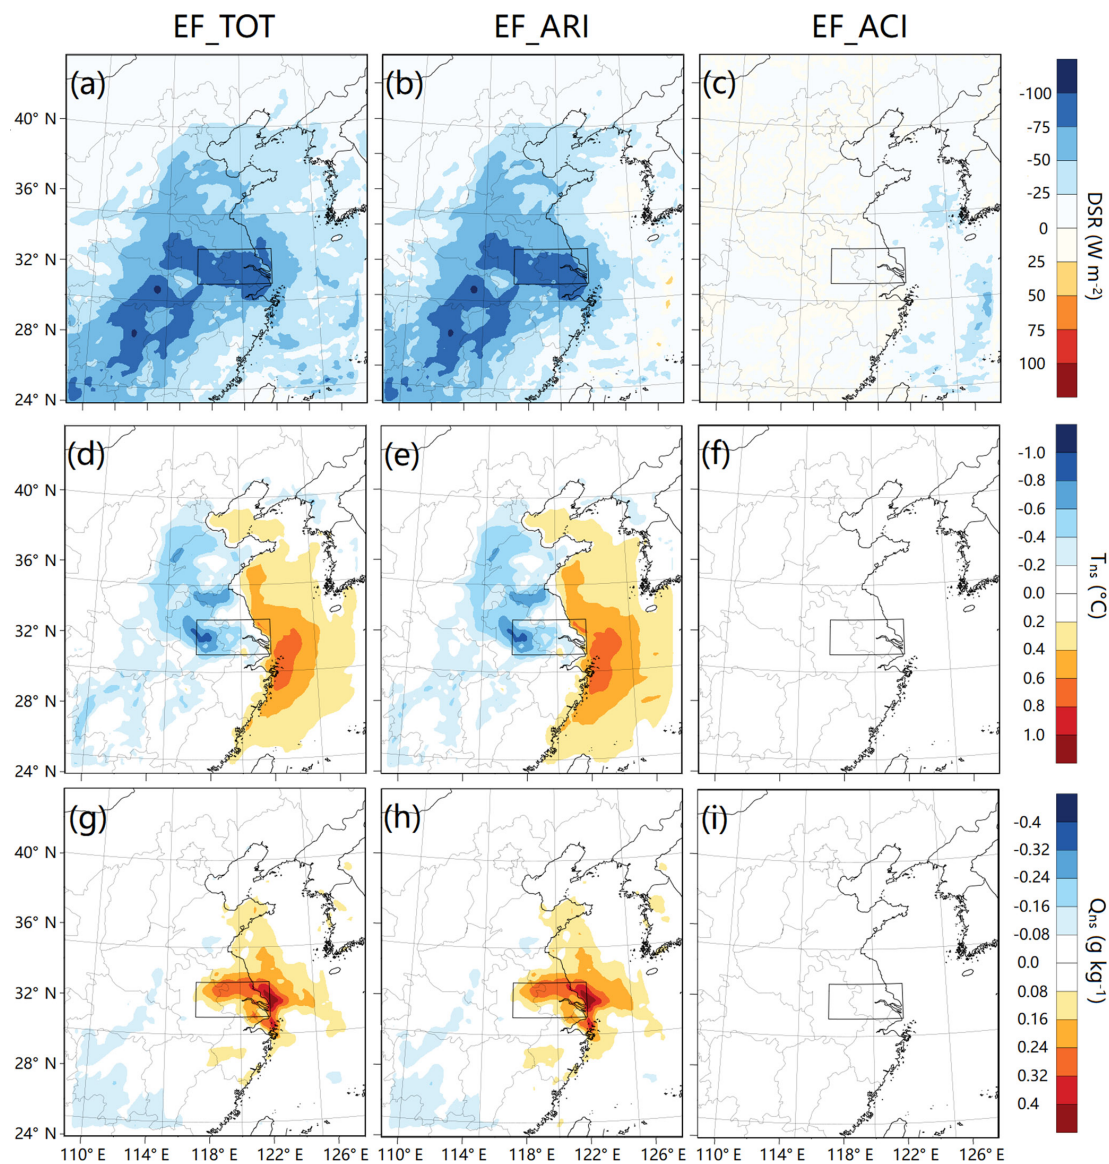 EF_TOT EF_ARI EF_ACI
(a) (b) (c)
40° N
36° N
32° N
28° N
24° N
-100
-75
-50
-25
0
25
50
75
100
DSR (W m-2)
(d) (e) (f)
40° N
36° N
32° N
28° N
24° N
-1.0
-0.8
-0.6
-0.4
-0.2
0.0
0.2
0.4
0.6
0.8
1.0
Tns (°C)
(g) (h) (i)
40° N
36° N
32° N
28° N
24° N
-0.4
-0.32
-0.24
-0.16
-0.08
0.0
0.08
0.16
0.24
0.32
0.4
Qns (g kg-1)
110° E 114° E 118° E 122° E 126° E 110° E 114° E 118° E 122° E 126° E 110° E 114° E 118° E 122° E 126° E